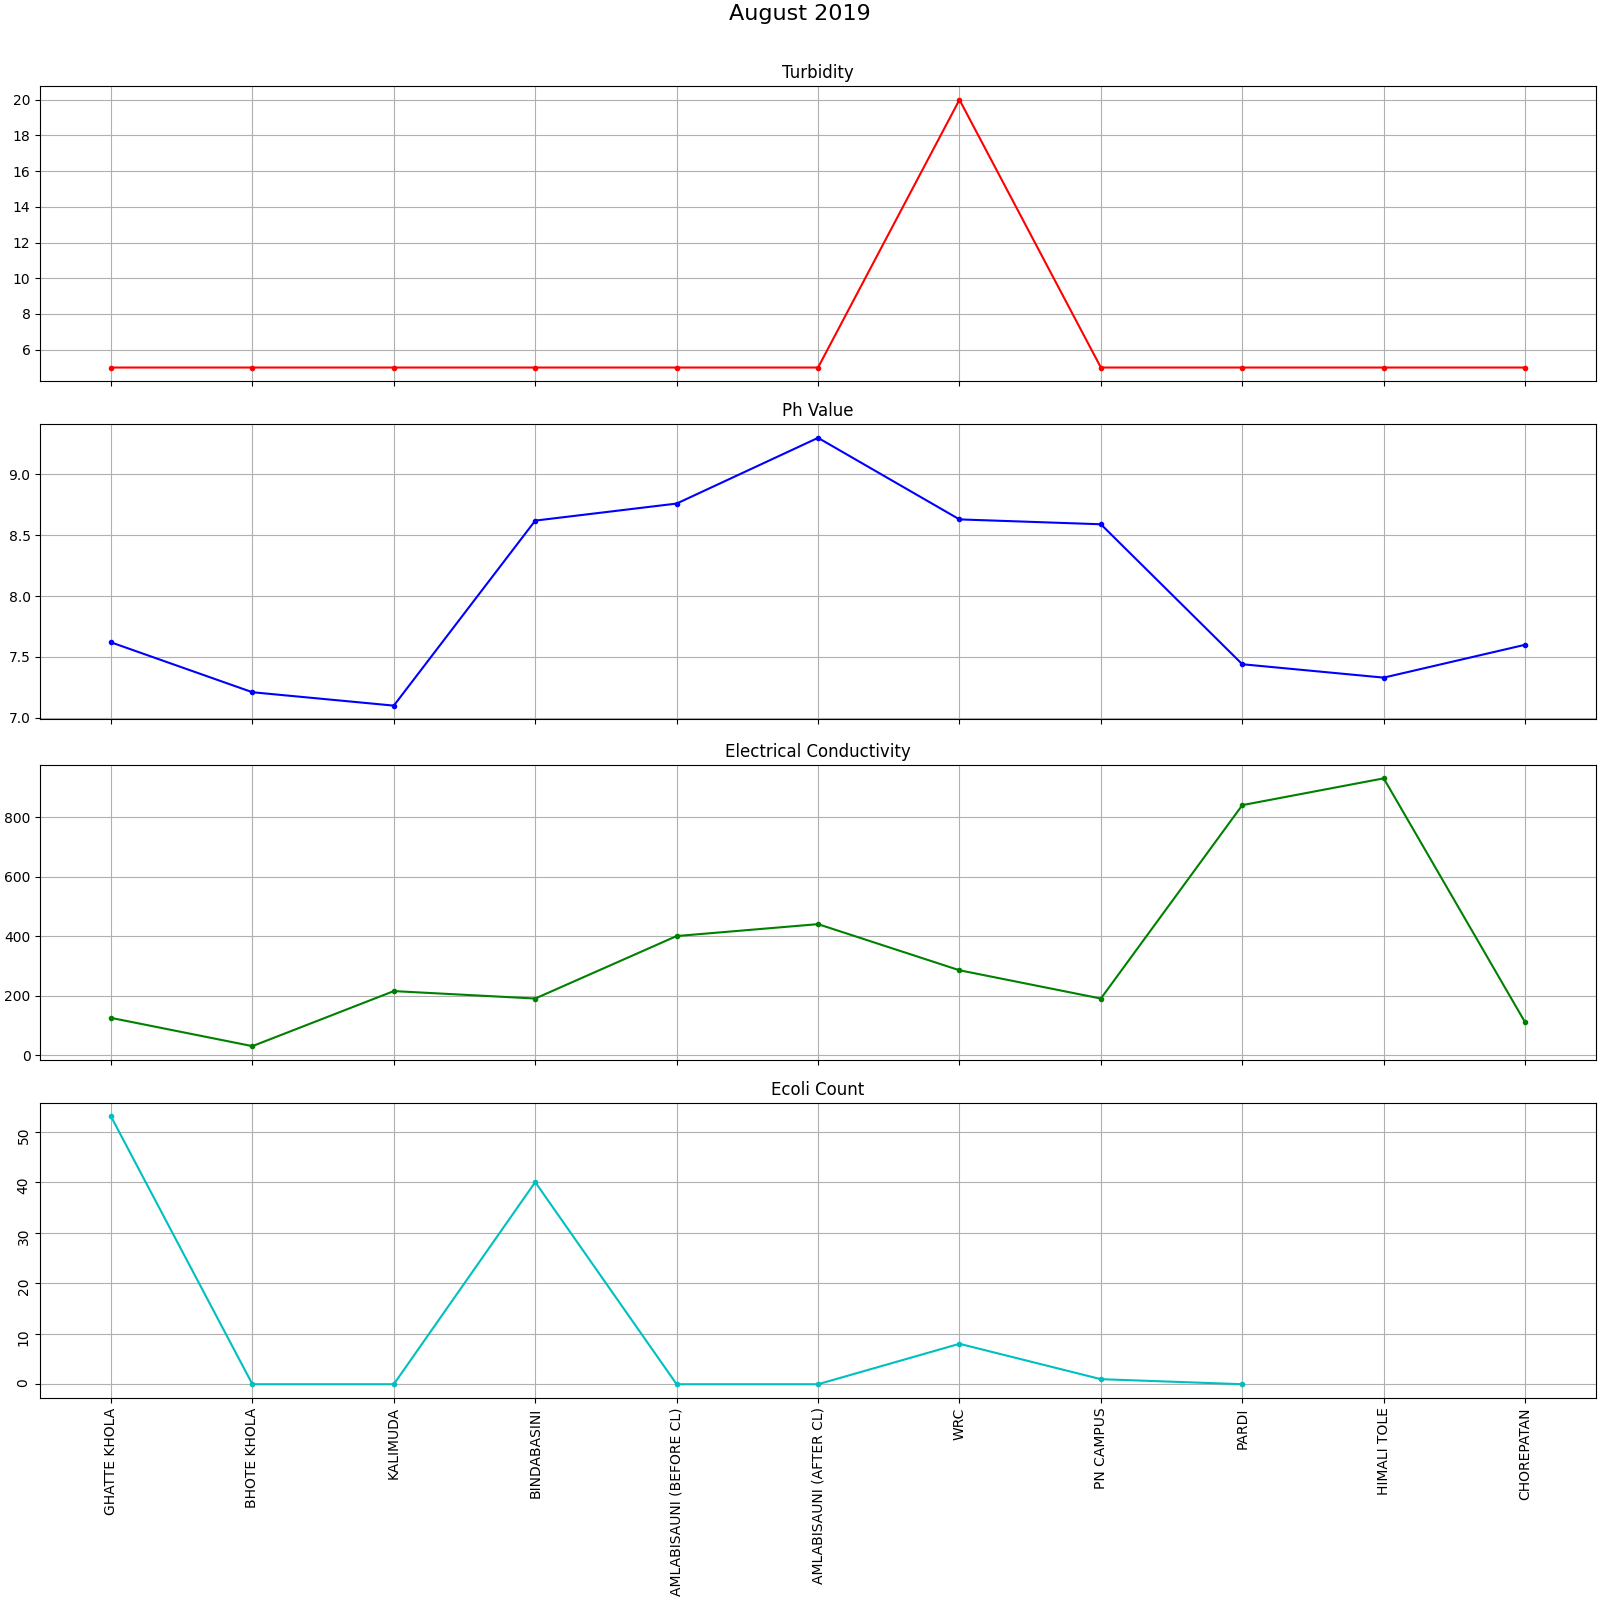 August 2019
Turbidity
20
18
16
14
12
10
8
6
Ph Value
9.0
8.5
8.0
7.5
7.0
Electrical Conductivity
800
600
400
200
0
Ecoli Count
50
40
30
20
10
0
GHATTE KHOLA
BHOTE KHOLA
KALIMUDA
BINDABASINI
AMLABISAUNI (BEFORE CL)
AMLABISAUNI (AFTER CL)
WRC
PN CAMPUS
PARDI
HIMALI TOLE
CHOREPATAN